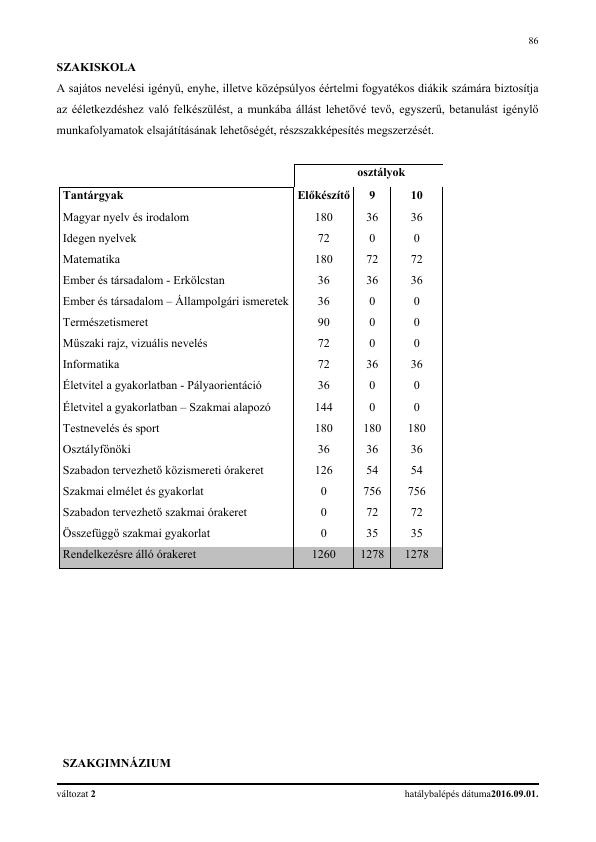 86
SZAKISKOLA
A sajátos nevelési igényű, enyhe, illetve középsúlyos éértelmi fogyatékos diákik számára biztosítja
az ééletkezdéshez való felkészülést, a munkába állást lehetővé tevő, egyszerű, betanulást igénylő
munkafolyamatok elsajátításának lehetőségét, részszakképesítés megszerzését.
osztályok
Tantárgyak Előkészítő 9 10
Magyar nyelv és irodalom 180 36 36
Idegen nyelvek 72 0 0
Matematika 180 72 72
Ember és társadalom - Erkölcstan 36 36 36
Ember és társadalom – Állampolgári ismeretek 36 0 0
Természetismeret 90 0 0
Műszaki rajz, vizuális nevelés 72 0 0
Informatika 72 36 36
Életvitel a gyakorlatban - Pályaorientáció 36 0 0
Életvitel a gyakorlatban – Szakmai alapozó 144 0 0
Testnevelés és sport 180 180 180
Osztályfőnöki 36 36 36
Szabadon tervezhető közismereti órakeret 126 54 54
Szakmai elmélet és gyakorlat 0 756 756
Szabadon tervezhető szakmai órakeret 0 72 72
Összefüggő szakmai gyakorlat 0 35 35
Rendelkezésre álló órakeret 1260 1278 1278
SZAKGIMNÁZIUM
változat 2 hatálybalépés dátuma2016.09.01.